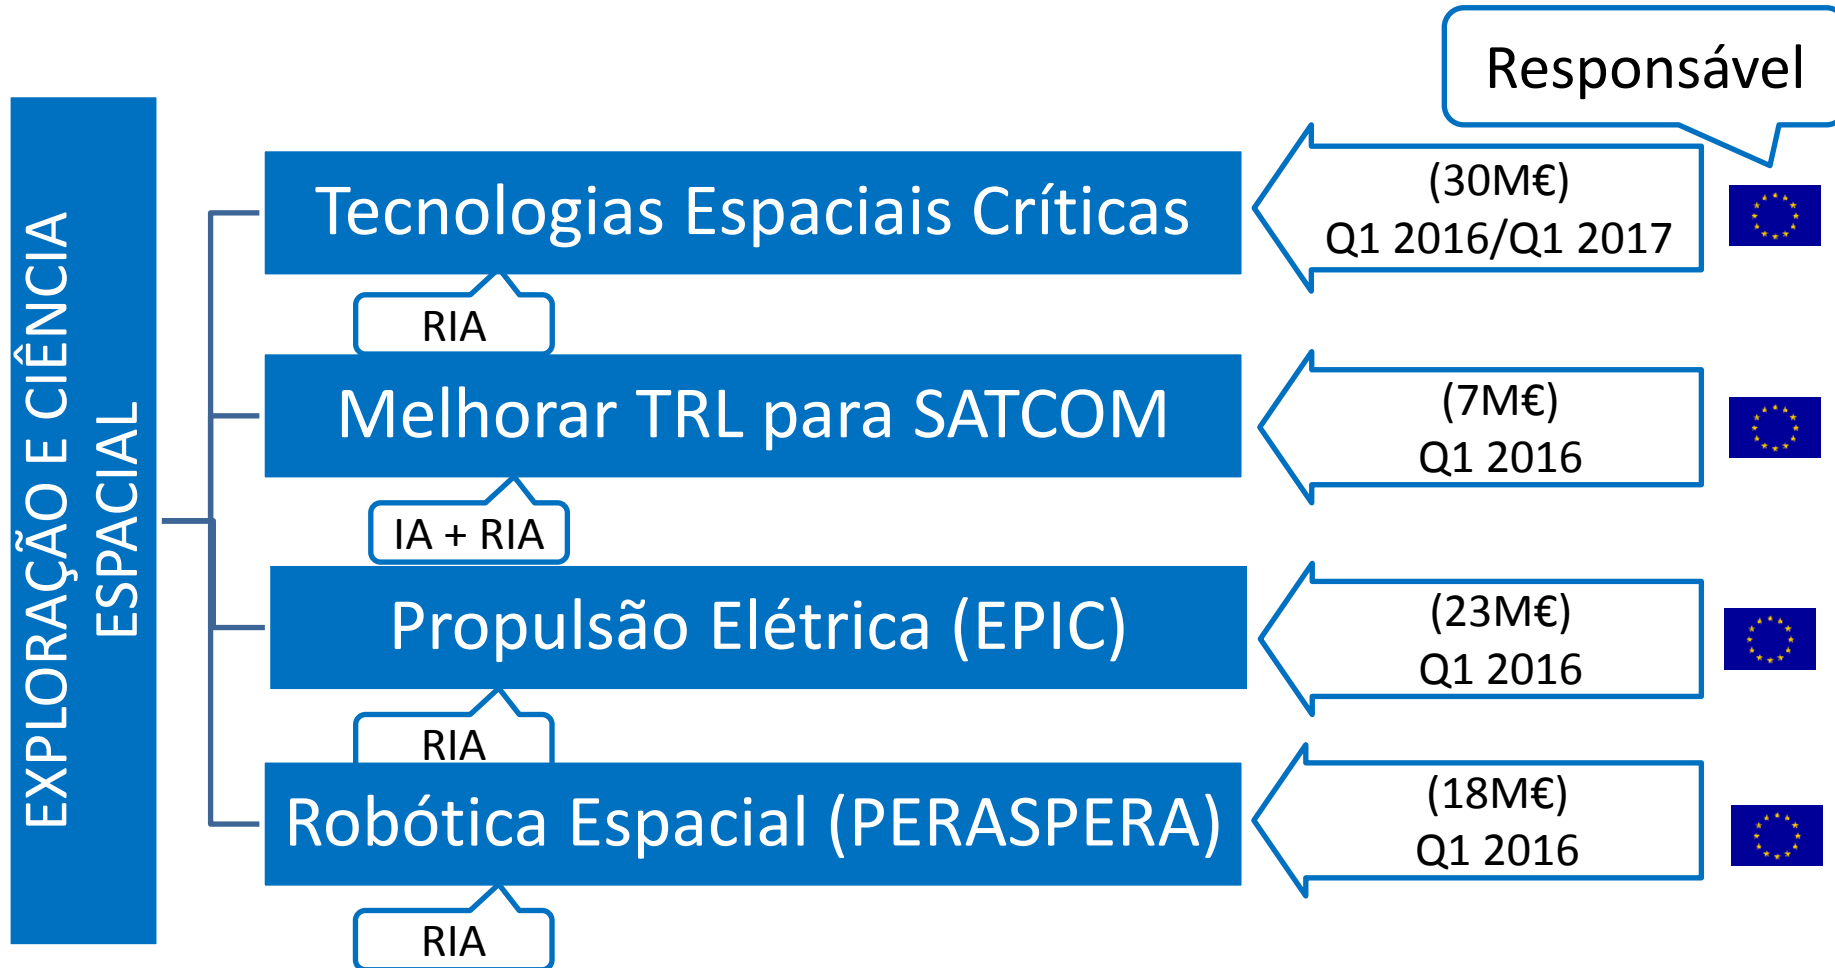 Responsável
EXPLORAÇÃO E CIÊNCIA
ESPACIAL
Tecnologias Espaciais Críticas
(30M€)
Q1 2016/Q1 2017
RIA
Melhorar TRL para SATCOM
(7M€)
Q1 2016
IA + RIA
Propulsão Elétrica (EPIC)
(23M€)
Q1 2016
RIA
Robótica Espacial (PERASPERA)
(18M€)
Q1 2016
RIA